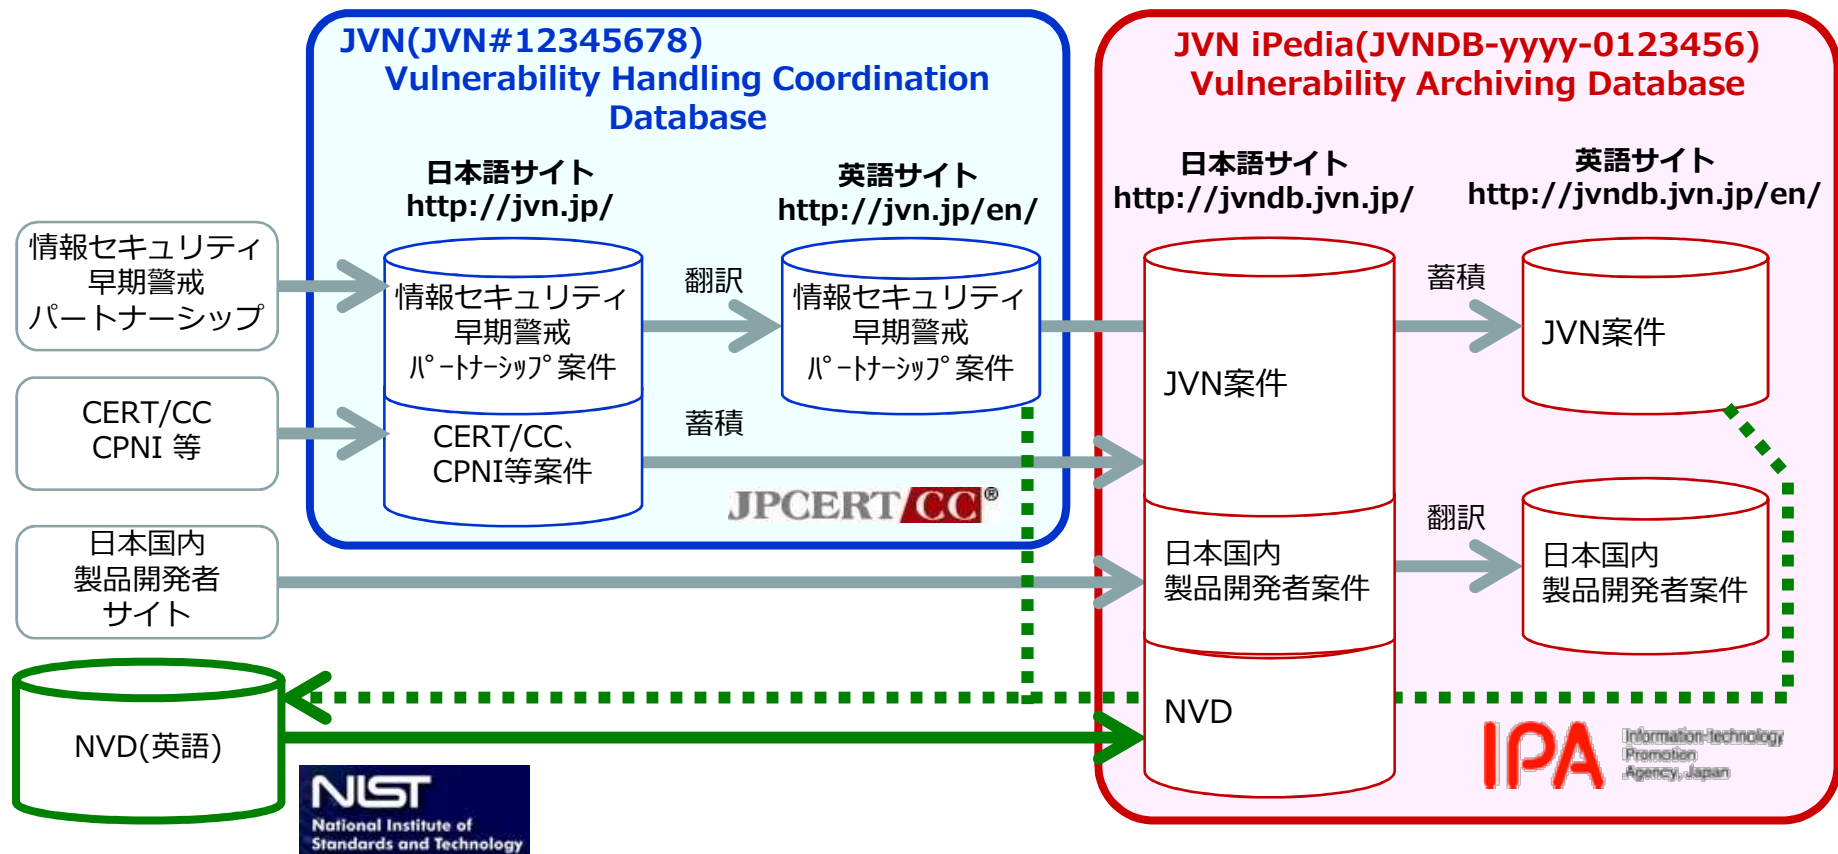 JVN(JVN#12345678)
Vulnerability Handling Coordination
Database
日本語サイト
http://jvn.jp/
英語サイト
http://jvn.jp/en/
JVN iPedia(JVNDB-yyyy-0123456)
Vulnerability Archiving Database
日本語サイト
http://jvndb.jvn.jp/
英語サイト
http://jvndb.jvn.jp/en/
情報セキュリティ
早期警戒
パートナーシップ
CERT/CC
CPNI 等
日本国内
製品開発者
サイト
NVD(英語)
情報セキュリティ
早期警戒
ﾊﾟｰﾄﾅｰｼｯﾌﾟ案件
CERT/CC、
CPNI等案件
翻訳
蓄積
情報セキュリティ
早期警戒
ﾊﾟｰﾄﾅｰｼｯﾌﾟ案件
JPCERT/CC®
JVN案件
日本国内
製品開発者案件
NVD
蓄積
翻訳
JVN案件
日本国内
製品開発者案件
NIST
National Institute of
Standards and Technology
IPA
Information-technology
Promotion
Agency, Japan